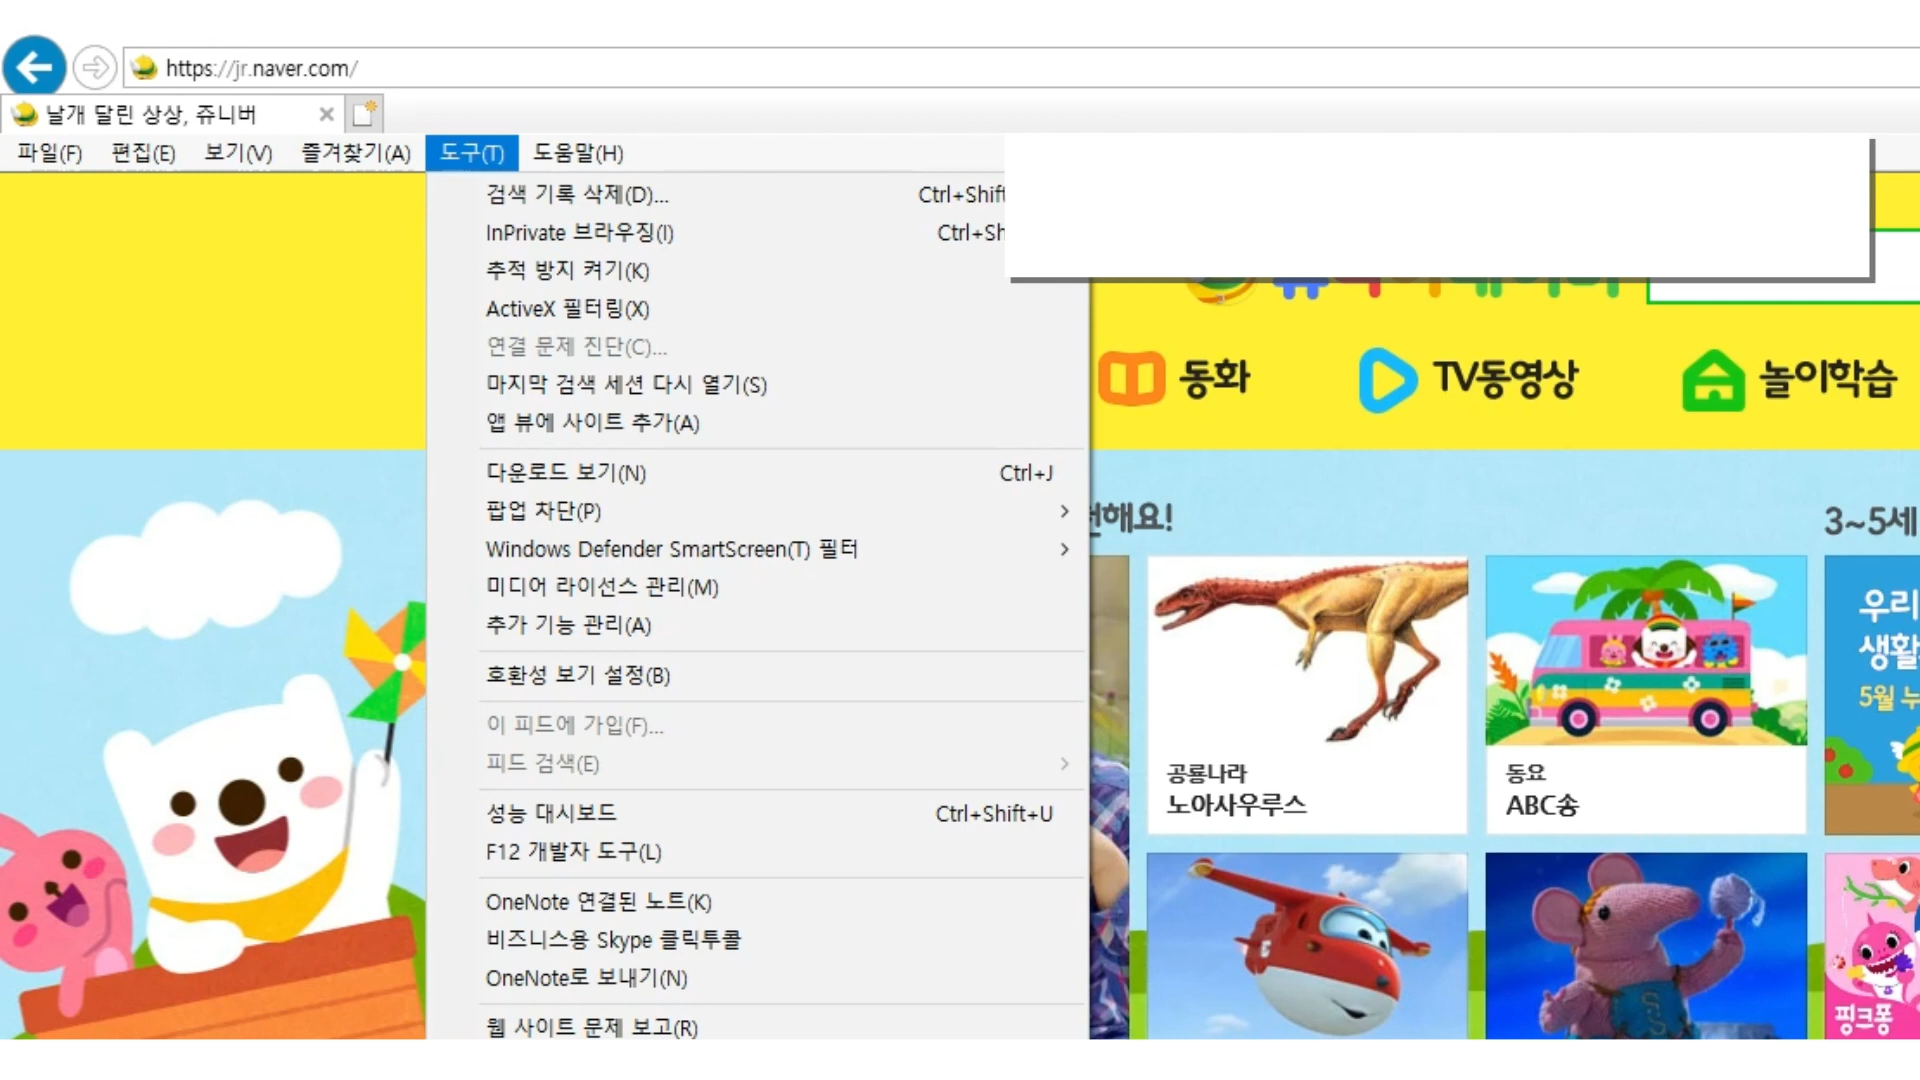 https://jr.naver.com/
날개 달린 상상, 쥬니버
파일(F) 편집(E) 보기(V) 즐겨찾기(A) 도구(T) 도움말(H)
검색 기록 삭제(D)... Ctrl+Shift
InPrivate 브라우징(I) Ctrl+Sh
추적 방지 켜기(K)
ActiveX 필터링(X)
연결 문제 진단(C)...
마지막 검색 세션 다시 열기(S)
앱 뷰에 사이트 추가(A)
다운로드 보기(N) Ctrl+J
팝업 차단(P)
Windows Defender SmartScreen(T) 필터
미디어 라이선스 관리(M)
추가 기능 관리(A)
호환성 보기 설정(B)
이 피드에 가입(F)...
피드 검색(E)
성능 대시보드 Ctrl+Shift+U
F12 개발자 도구(L)
OneNote 연결된 노트(K)
비즈니스용 Skype 클릭투콜
OneNote로 보내기(N)
웹 사이트 문제 보고(R)
동화 TV동영상 놀이학습
천해요! 3~5세
공룡나라
노아사우루스
동요
ABC송
우리
생활
5월 누
핑크퐁